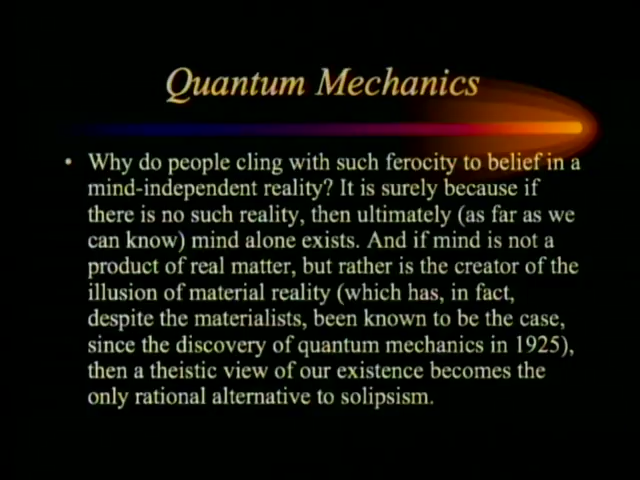 Quantum Mechanics
• Why do people cling with such ferocity to belief in a
mind-independent reality? It is surely because if
there is no such reality, then ultimately (as far as we
can know) mind alone exists. And if mind is not a
product of real matter, but rather is the creator of the
illusion of material reality (which has, in fact,
despite the materialists, been known to be the case,
since the discovery of quantum mechanics in 1925),
then a theistic view of our existence becomes the
only rational alternative to solipsism.